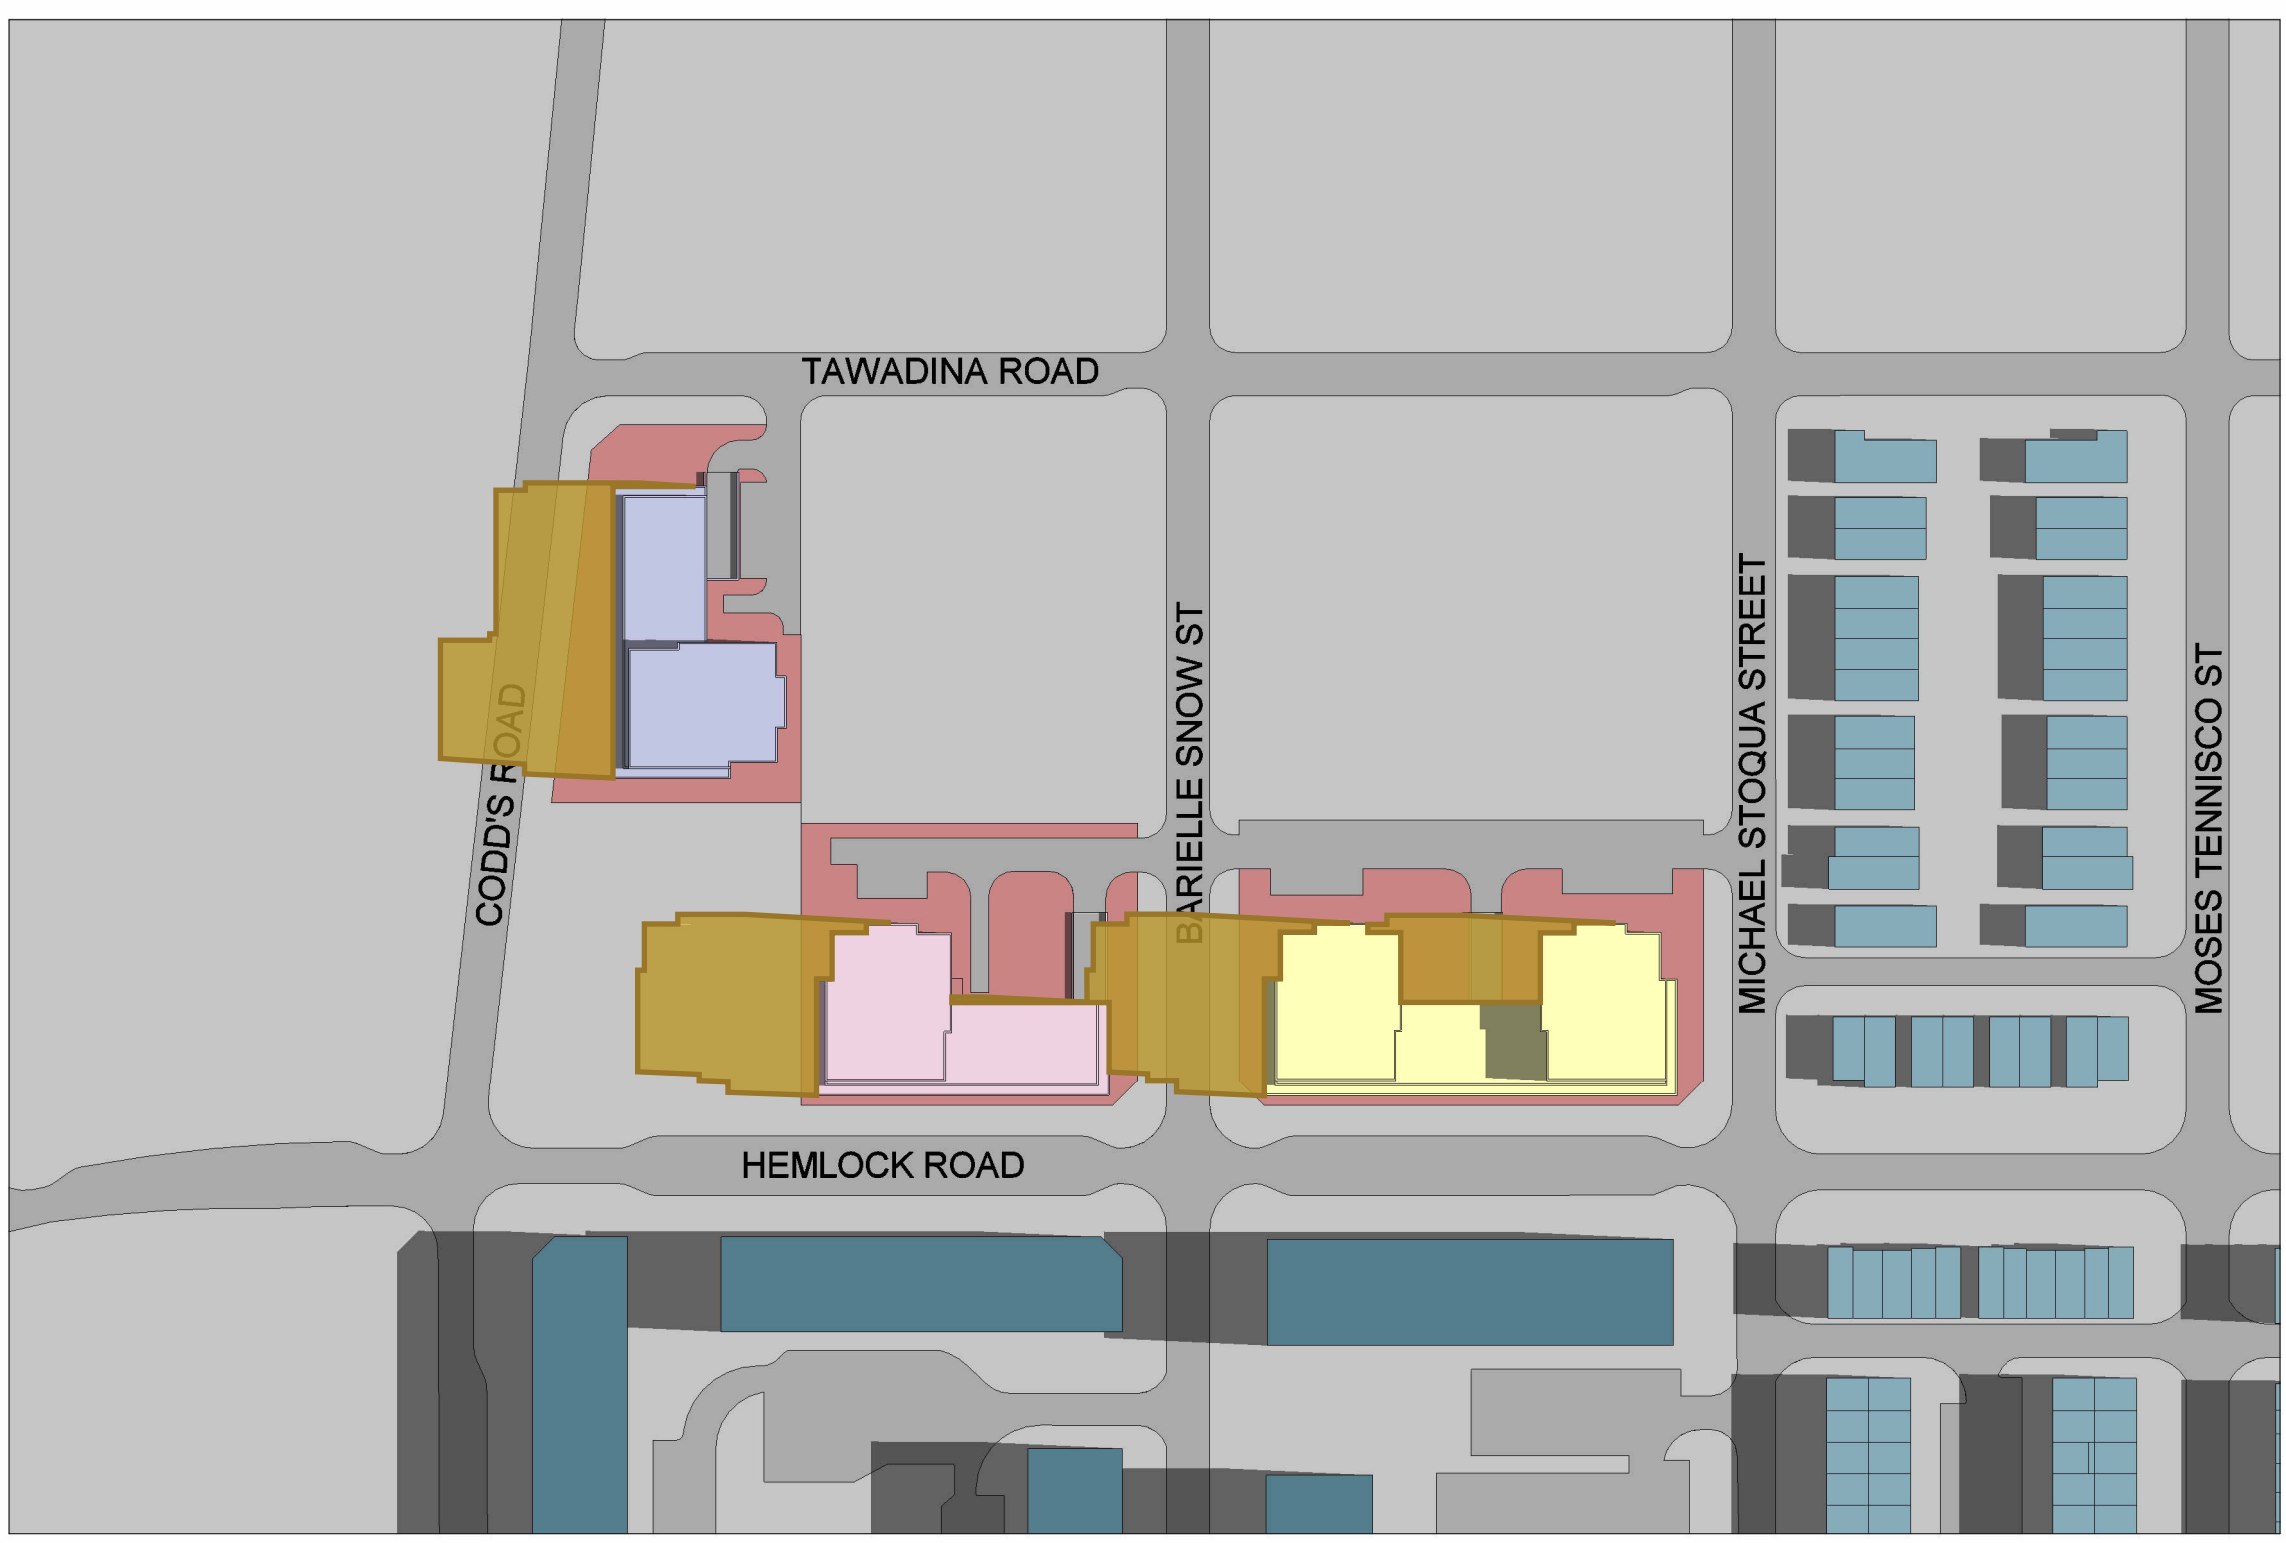 TAWADINA ROAD
CODD'S ROAD
BARIELLE SNOW ST
MICHAEL STOQUA STREET
MOSES TENNISCO ST
HEMLOCK ROAD